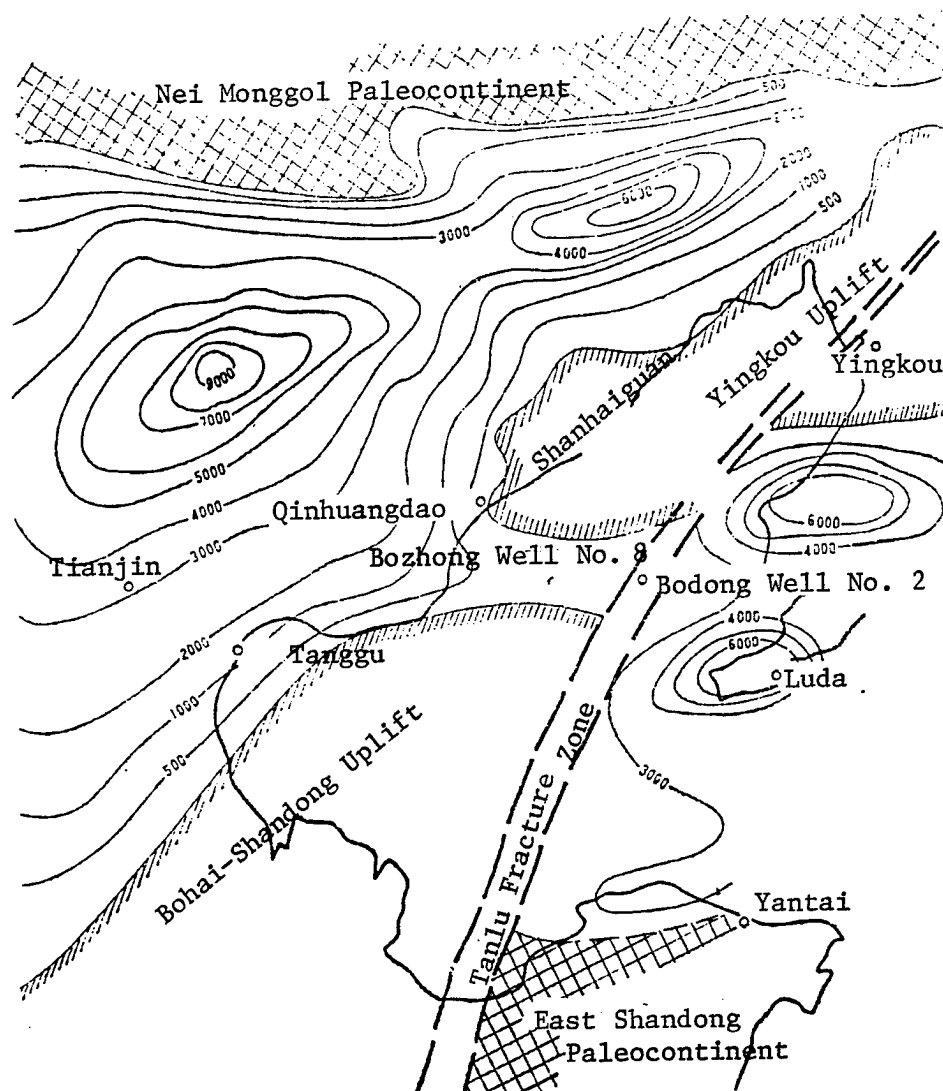 Nei Monggol Paleocontinent
500
2000
1000
500
6000
3000
4000
9000
7000
5000
4000
3000
Shanhaiguan
Yingkou Uplift
Yingkou
Qinhuangdao
6000
4000
Tianjin
Bozhong Well No. 8
Bodong Well No. 2
4000
6000
2000
Tanggu
Luda
1000
500
3000
Bohai-Shandong Uplift
Tanlu Fracture Zone
Yantai
East Shandong
Paleocontinent